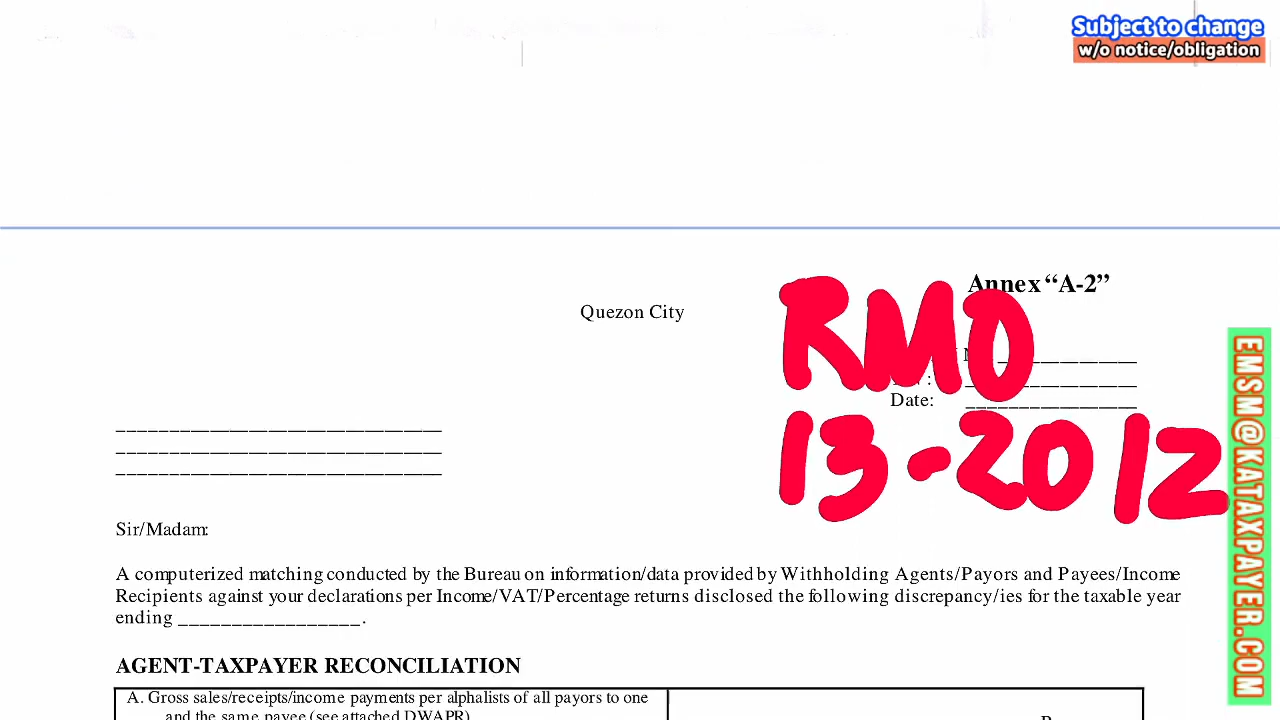 Subject to change
w/o notice/obligation
Annex “A-2”
Quezon City
RMO
13-2012
Date: __________________
Sir/Madam:
A computerized matching conducted by the Bureau on information/data provided by Withholding Agents/Payors and Payees/Income
Recipients against your declarations per Income/VAT/Percentage returns disclosed the following discrepancy/ies for the taxable year
ending _________________.
AGENT-TAXPAYER RECONCILIATION
A. Gross sales/receipts/income payments per alphalists of all payors to one
and the same payee (see attached DWAPR)
EMSM@KATAXPAYER.COM